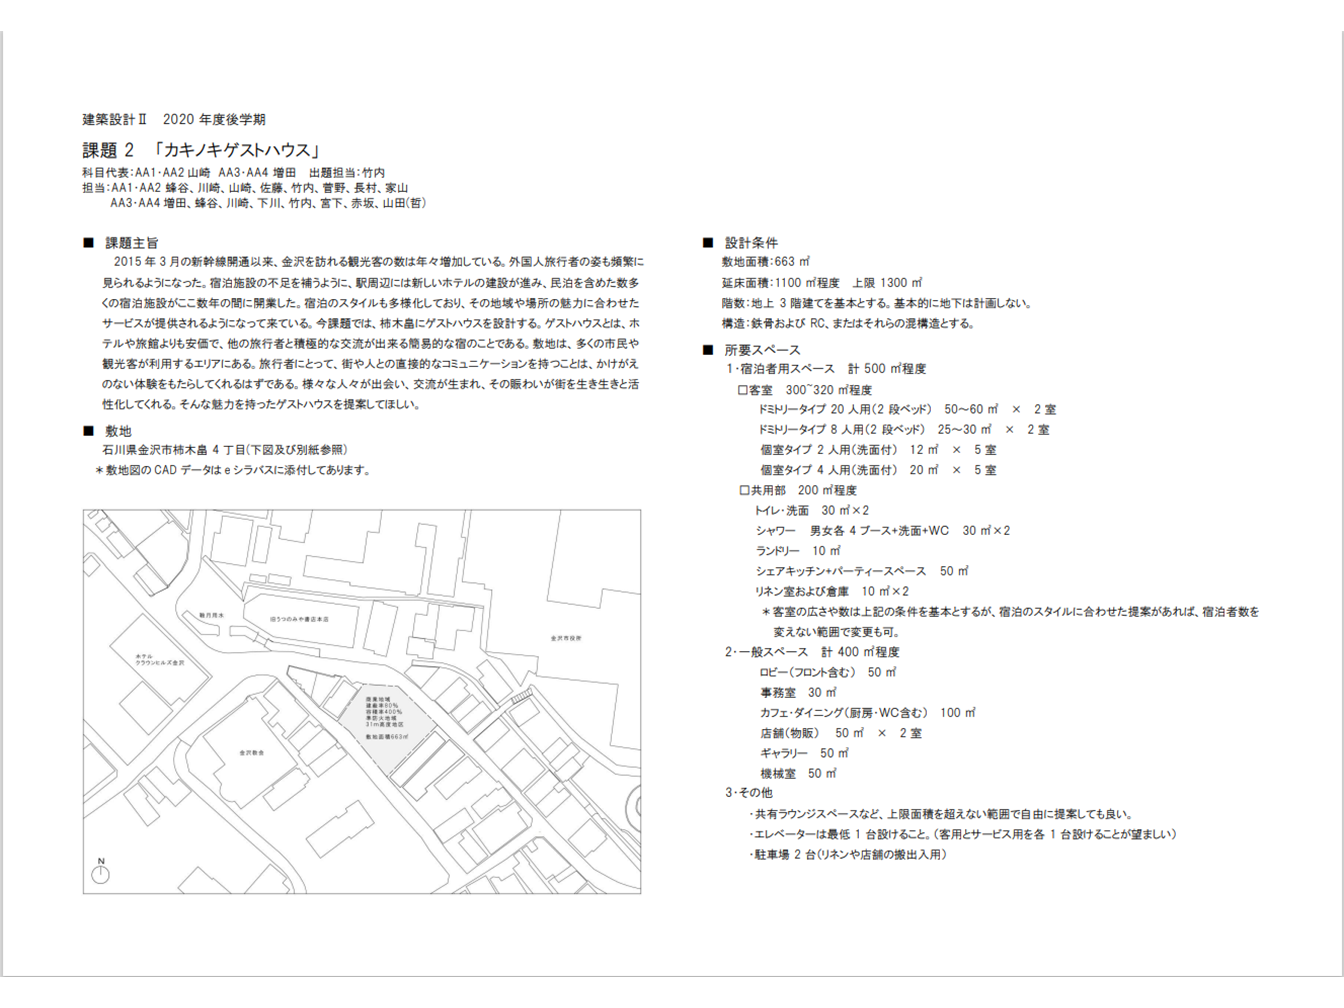 建築設計Ⅱ　2020 年度後学期
課題 2　「カキノキゲストハウス」
科目代表：AA1・AA2 山崎　AA3・AA4 増田　出題担当：竹内
担当：AA1・AA2 蜂谷、川崎、山崎、佐藤、竹内、菅野、長村、家山
AA3・AA4 増田、蜂谷、川崎、下川、竹内、宮下、赤坂、山田（哲）
■　課題主旨
2015 年 3 月の新幹線開通以来、金沢を訪れる観光客の数は年々増加している。外国人旅行者の姿も頻繁に
見られるようになった。宿泊施設の不足を補うように、駅周辺には新しいホテルの建設が進み、民泊を含めた数多
くの宿泊施設がここ数年の間に開業した。宿泊のスタイルも多様化しており、その地域や場所の魅力に合わせた
サービスが提供されるようになって来ている。今課題では、柿木畠にゲストハウスを設計する。ゲストハウスとは、ホ
テルや旅館よりも安価で、他の旅行者と積極的な交流が出来る簡易的な宿のことである。敷地は、多くの市民や
観光客が利用するエリアにある。旅行者にとって、街や人との直接的なコミュニケーションを持つことは、かけがえ
のない体験をもたらしてくれるはずである。様々な人々が出会い、交流が生まれ、その賑わいが街を生き生きと活
性化してくれる。そんな魅力を持ったゲストハウスを提案してほしい。
■　敷地
石川県金沢市柿木畠 4 丁目（下図及び別紙参照）
＊敷地図の CAD データは e シラバスに添付してあります。
鞍月用水
旧うつのみや書店本店
金沢市役所
ホテル
クラウンヒルズ金沢
商業地域
建蔽率80％
容積率400％
準防火地域
31m高度地区
敷地面積663㎡
金沢教会
N
■　設計条件
敷地面積：663 ㎡
延床面積：1100 ㎡程度　上限 1300 ㎡
階数：地上 3 階建てを基本とする。基本的に地下は計画しない。
構造：鉄骨および RC、またはそれらの混構造とする。
■　所要スペース
1・宿泊者用スペース　計 500 ㎡程度
□客室　300~320 ㎡程度
ドミトリータイプ 20 人用（2 段ベッド）　50～60 ㎡　×　2 室
ドミトリータイプ 8 人用（2 段ベッド）　25～30 ㎡　×　2 室
個室タイプ 2 人用（洗面付）　12 ㎡　×　5 室
個室タイプ 4 人用（洗面付）　20 ㎡　×　5 室
□共用部　200 ㎡程度
トイレ・洗面　30 ㎡×2
シャワー　男女各 4 ブース+洗面+WC　30 ㎡×2
ランドリー　10 ㎡
シェアキッチン+パーティースペース　50 ㎡
リネン室および倉庫　10 ㎡×2
＊客室の広さや数は上記の条件を基本とするが、宿泊のスタイルに合わせた提案があれば、宿泊者数を
変えない範囲で変更も可。
2・一般スペース　計 400 ㎡程度
ロビー（フロント含む）　50 ㎡
事務室　30 ㎡
カフェ・ダイニング（厨房・WC含む）　100 ㎡
店舗（物販）　50 ㎡　×　2 室
ギャラリー　50 ㎡
機械室　50 ㎡
3・その他
・共有ラウンジスペースなど、上限面積を超えない範囲で自由に提案しても良い。
・エレベーターは最低 1 台設けること。（客用とサービス用を各 1 台設けることが望ましい）
・駐車場 2 台（リネンや店舗の搬出入用）